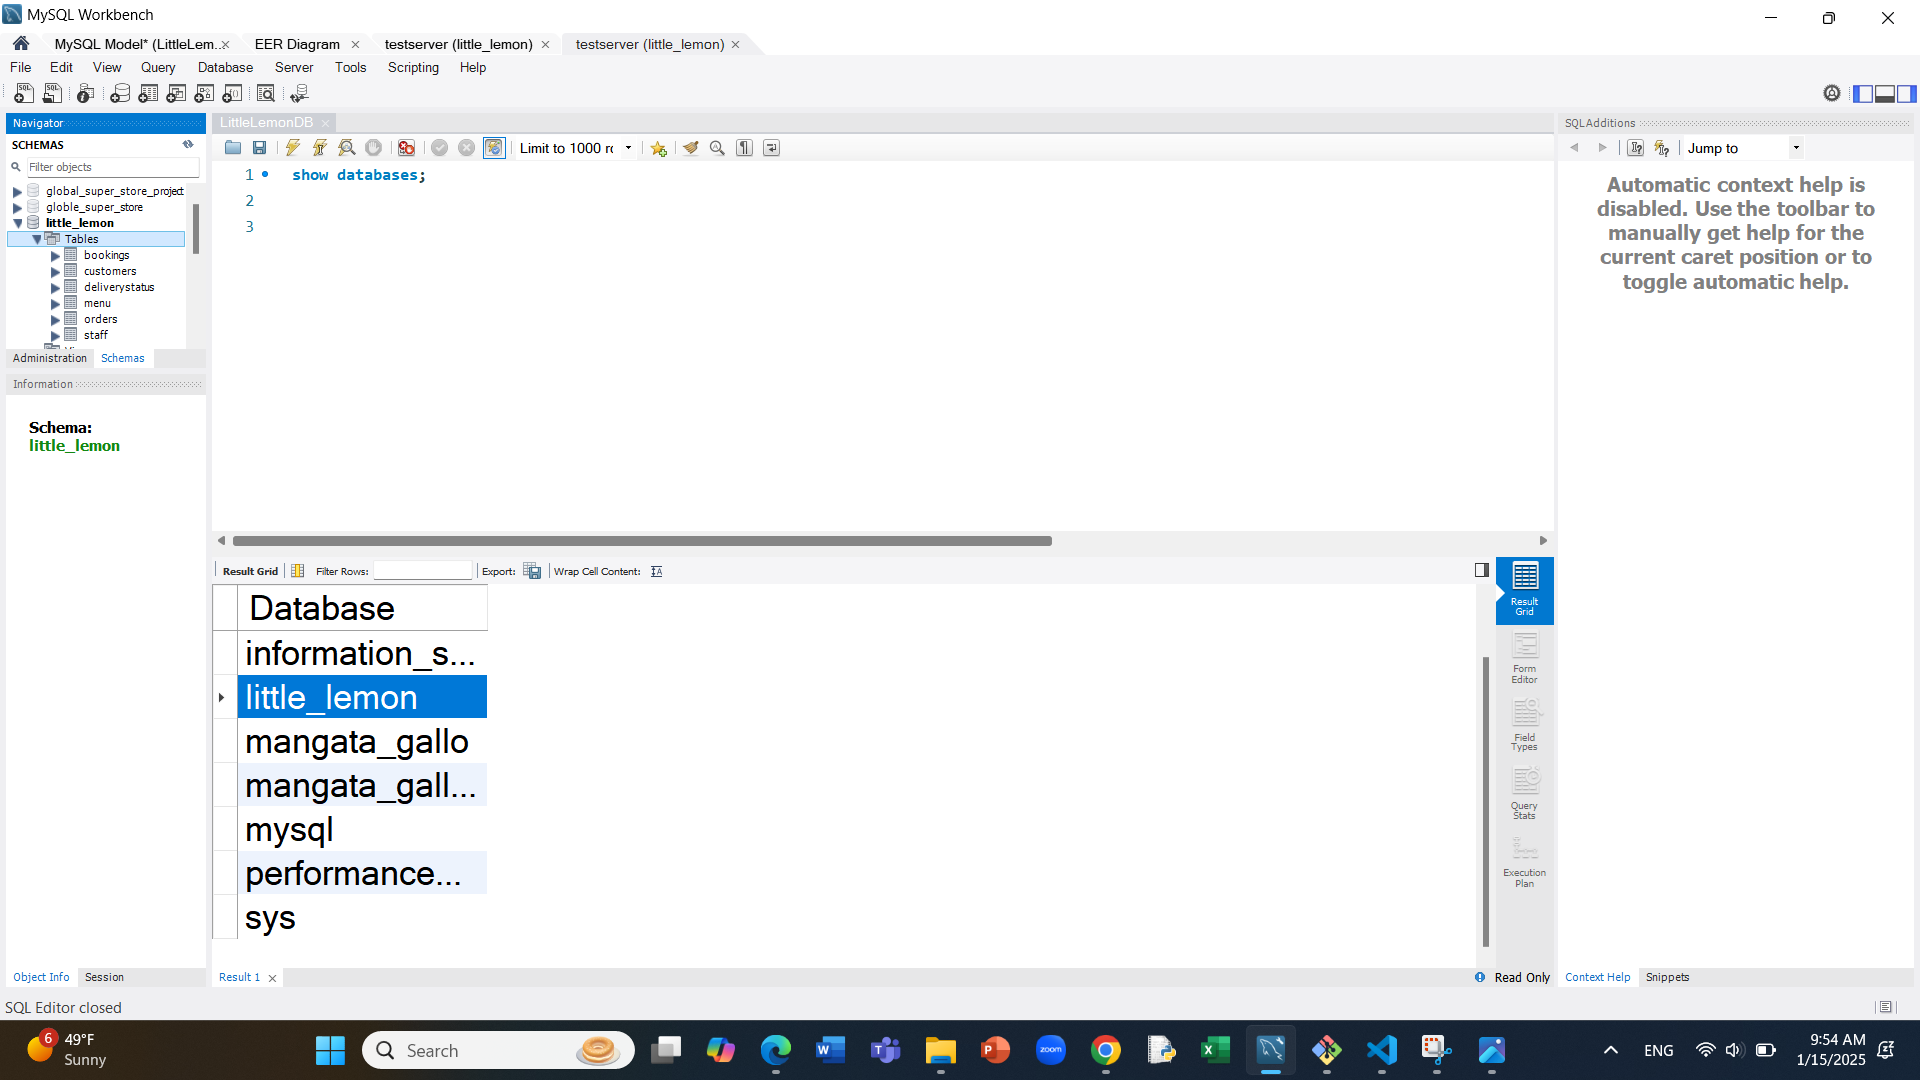 MySQL Workbench
MySQL Model* (LittleLem...
EER Diagram
testserver (little_lemon)
testserver (little_lemon)
File Edit View Query Database Server Tools Scripting Help
Navigator
SCHEMAS
Filter objects
global_super_store_project
globle_super_store
little_lemon
Tables
bookings
customers
deliverystatus
menu
orders
staff
Administration Schemas
Information
Schema:
little_lemon
Object Info Session
LittleLemonDB
Limit to 1000 rc
1 show databases;
2
3
Result Grid Filter Rows: Export: Wrap Cell Content:
Database
information_s...
little_lemon
mangata_gallo
mangata_gall...
mysql
performance...
sys
Result Grid
Form Editor
Field Types
Query Stats
Execution Plan
Result 1
Read Only
SQLAdditions
Jump to
Automatic context help is
disabled. Use the toolbar to
manually get help for the
current caret position or to
toggle automatic help.
Context Help Snippets
SQL Editor closed
6
49°F
Sunny
Search
zoom
ENG
9:54 AM
1/15/2025